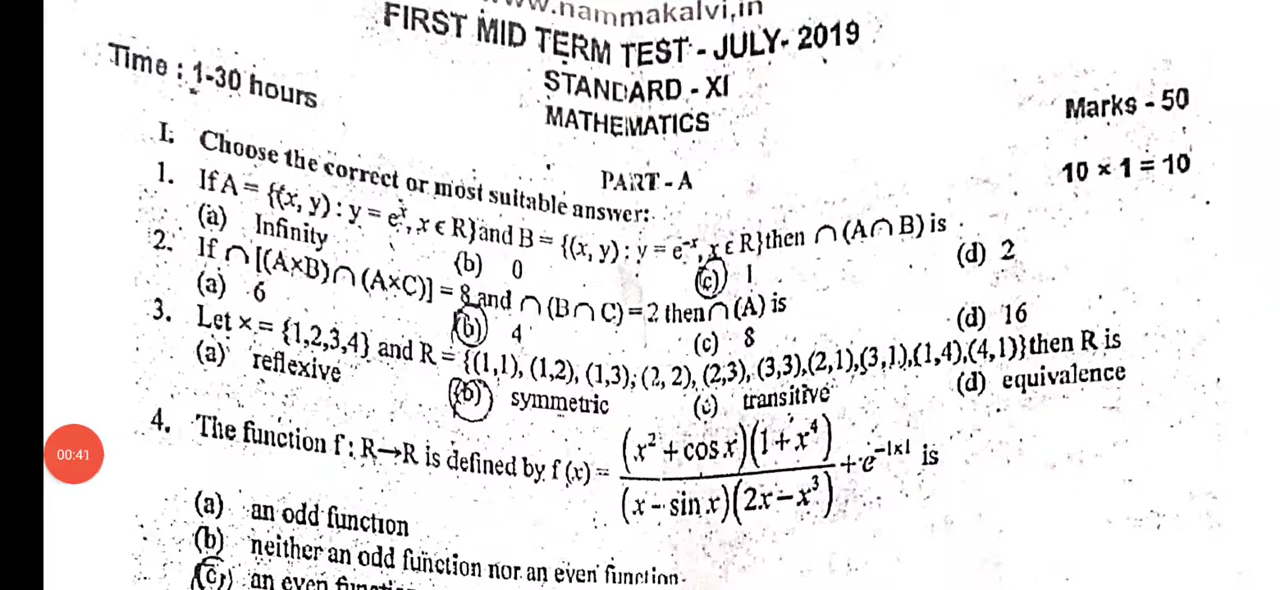 www.nammakalvi.in
FIRST MID TERM TEST - JULY- 2019
STANDARD - XI
Time : 1-30 hours
MATHEMATICS
Marks - 50
PART - A
I. Choose the correct or most suitable answer:
10 × 1 = 10
1. If A = {(x, y) : y = eˣ, x ϵ R} and B = {(x, y) : y = e⁻ˣ, x ϵ R} then ∩ (A ∩ B) is
(a) Infinity (b) 0 (c) 1 (d) 2
2. If ∩ [(A×B) ∩ (A×C)] = 8 and ∩ (B ∩ C) = 2 then ∩ (A) is
(a) 6 (b) 4 (c) 8 (d) 16
3. Let × = {1,2,3,4} and R = {(1,1), (1,2), (1,3), (2, 2), (2,3), (3,3),(2,1),(3,1),(1,4),(4,1)} then R is
(a) reflexive (b) symmetric (c) transitive (d) equivalence
4. The function f : R→R is defined by f (x) = (x² + cos x)(1 + x⁴) / (x - sin x)(2x - x³) + e^-|x| is
(a) an odd function
(b) neither an odd function nor an even function
(c) an even
00:41